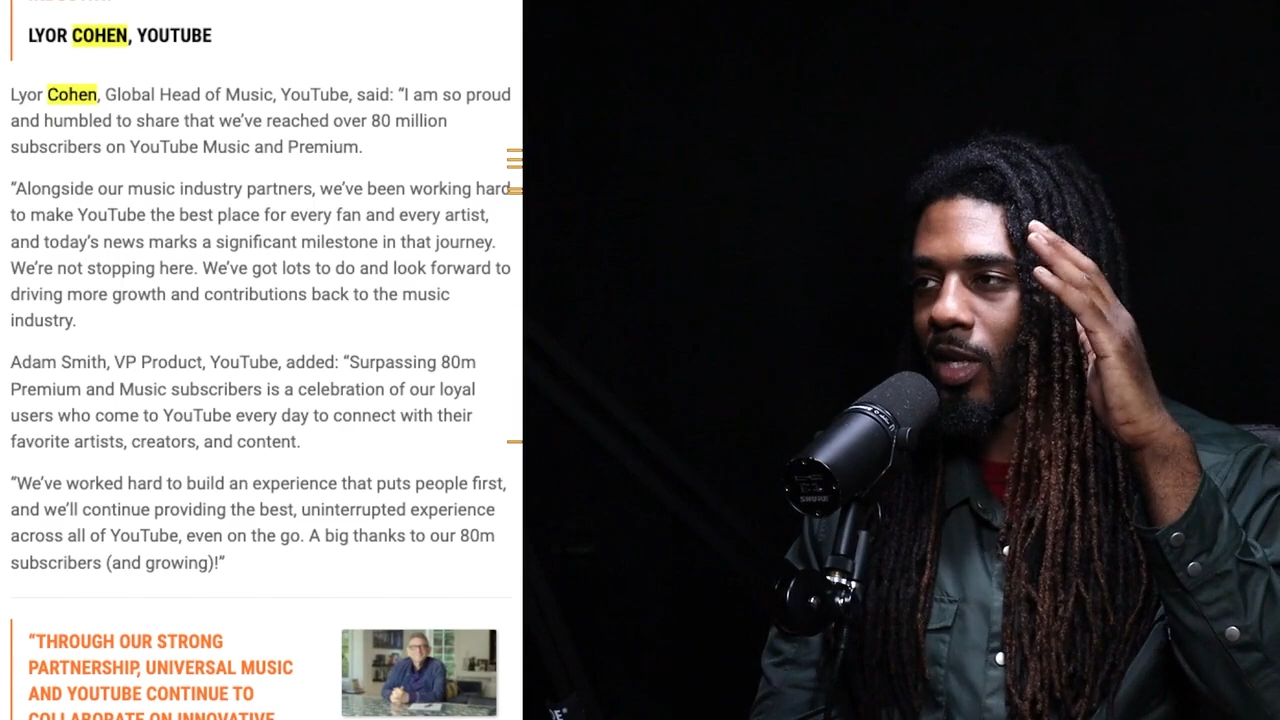 LYOR COHEN, YOUTUBE
Lyor Cohen, Global Head of Music, YouTube, said: “I am so proud
and humbled to share that we’ve reached over 80 million
subscribers on YouTube Music and Premium.
“Alongside our music industry partners, we’ve been working hard
to make YouTube the best place for every fan and every artist,
and today’s news marks a significant milestone in that journey.
We’re not stopping here. We’ve got lots to do and look forward to
driving more growth and contributions back to the music
industry.
Adam Smith, VP Product, YouTube, added: “Surpassing 80m
Premium and Music subscribers is a celebration of our loyal
users who come to YouTube every day to connect with their
favorite artists, creators, and content.
“We’ve worked hard to build an experience that puts people first,
and we’ll continue providing the best, uninterrupted experience
across all of YouTube, even on the go. A big thanks to our 80m
subscribers (and growing)!”
“THROUGH OUR STRONG
PARTNERSHIP, UNIVERSAL MUSIC
AND YOUTUBE CONTINUE TO
COLLABORATE ON INNOVATIVE
SHURE